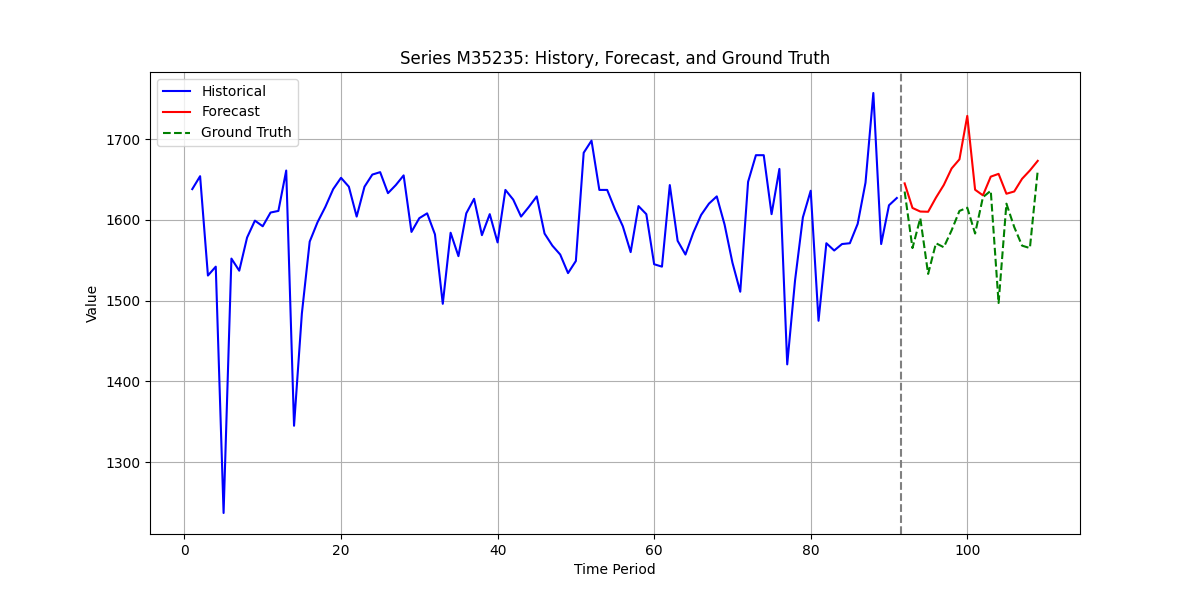 Series M35235: History, Forecast, and Ground Truth
Historical
Forecast
Ground Truth
1700
1600
1500
1400
1300
Value
0 20 40 60 80 100
Time Period